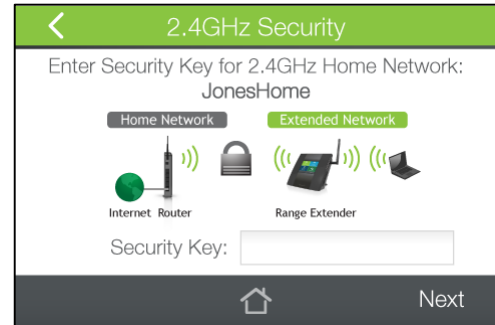 2.4GHz Security
Enter Security Key for 2.4GHz Home Network:
JonesHome
Home Network Extended Network
Internet Router Range Extender
Security Key:
Next